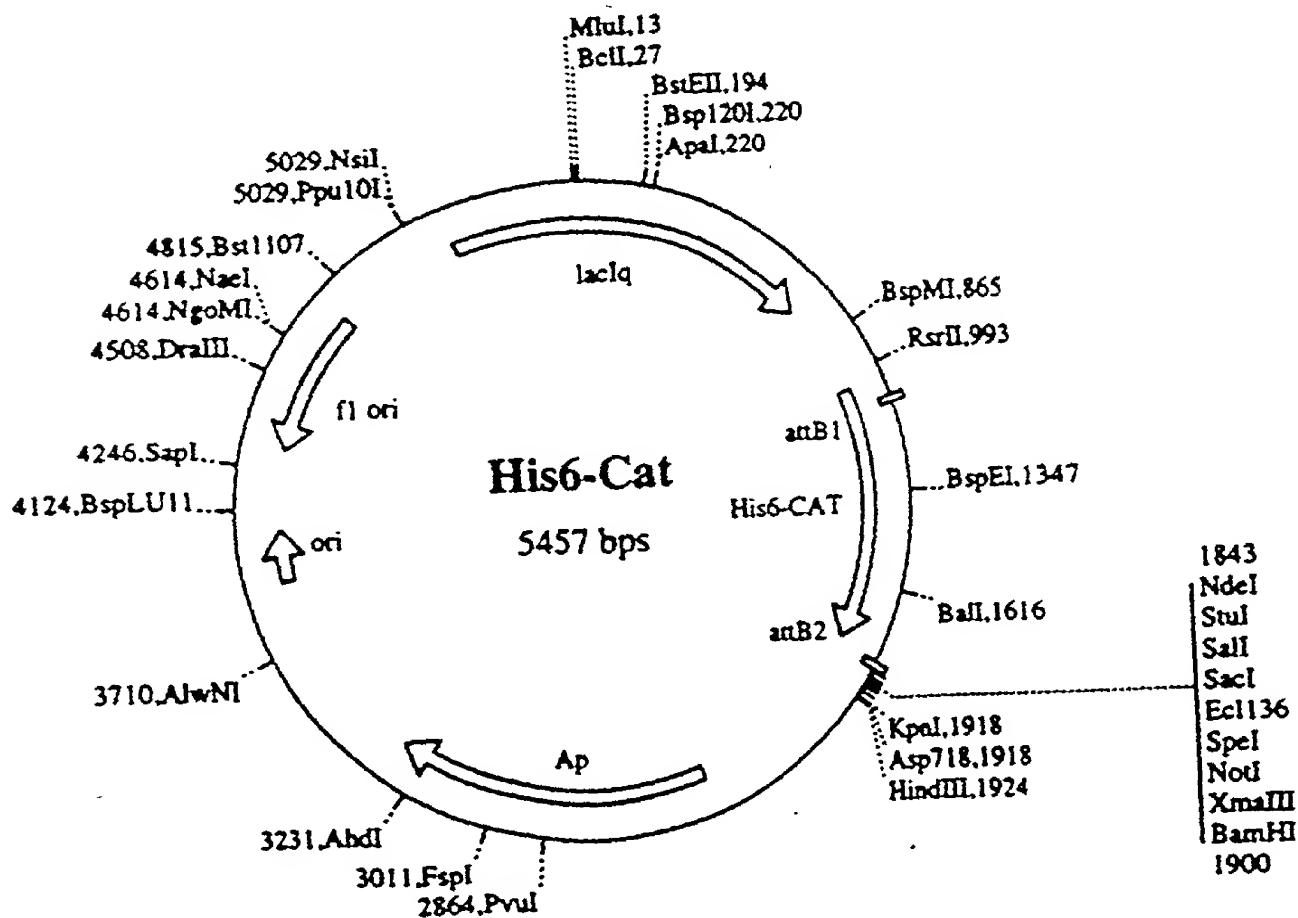 MluI,13
BclI,27
BstEII,194
Bsp120I,220
ApaI,220
5029,NsiI
5029,Ppu10I
4815,Bst1107
4614,NaeI
4614,NgoMI
4508,DraIII
lacIq
BspMI,865
RsrII,993
f1 ori
attB1
4246,SapI
4124,BspLU11
His6-Cat
5457 bps
BspEI,1347
His6-CAT
ori
1843
NdeI
StuI
SalI
SacI
Ecl136
SpeI
NotI
XmaIII
BamHI
1900
BalI,1616
attB2
3710,AlwNI
KpnI,1918
Asp718,1918
HindIII,1924
Ap
3231,AhdI
3011,FspI
2864,PvuI